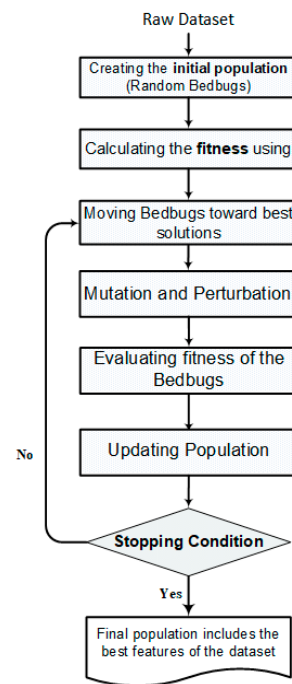 Raw Dataset
Creating the initial population
(Random Bedbugs)
Calculating the fitness using
Moving Bedbugs toward best
solutions
Mutation and Perturbation
Evaluating fitness of the
Bedbugs
Updating Population
No
Stopping Condition
Yes
Final population includes the
best features of the dataset